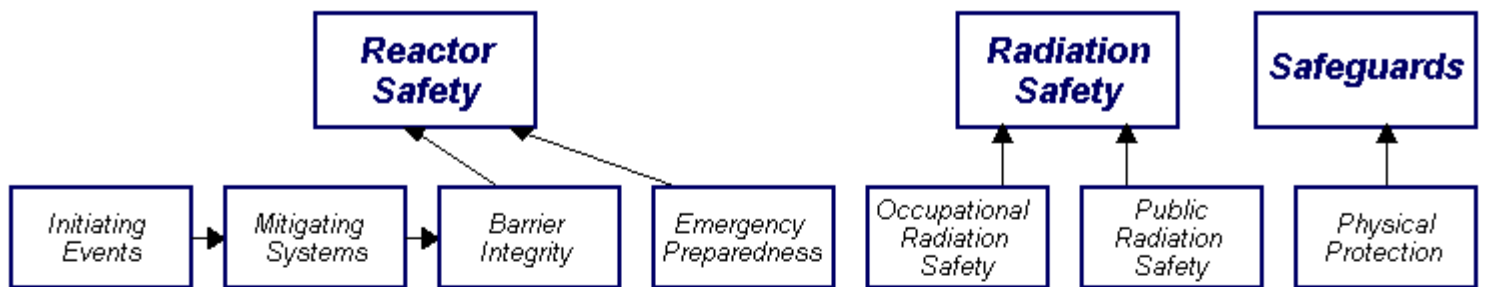 Reactor
Safety
Radiation
Safety
Safeguards
Initiating
Events
Mitigating
Systems
Barrier
Integrity
Emergency
Preparedness
Occupational
Radiation
Safety
Public
Radiation
Safety
Physical
Protection